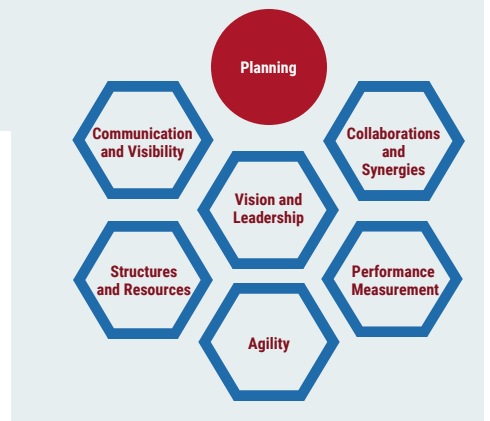 Planning
Communication
and Visibility
Collaborations
and
Synergies
Vision and
Leadership
Structures
and Resources
Performance
Measurement
Agility